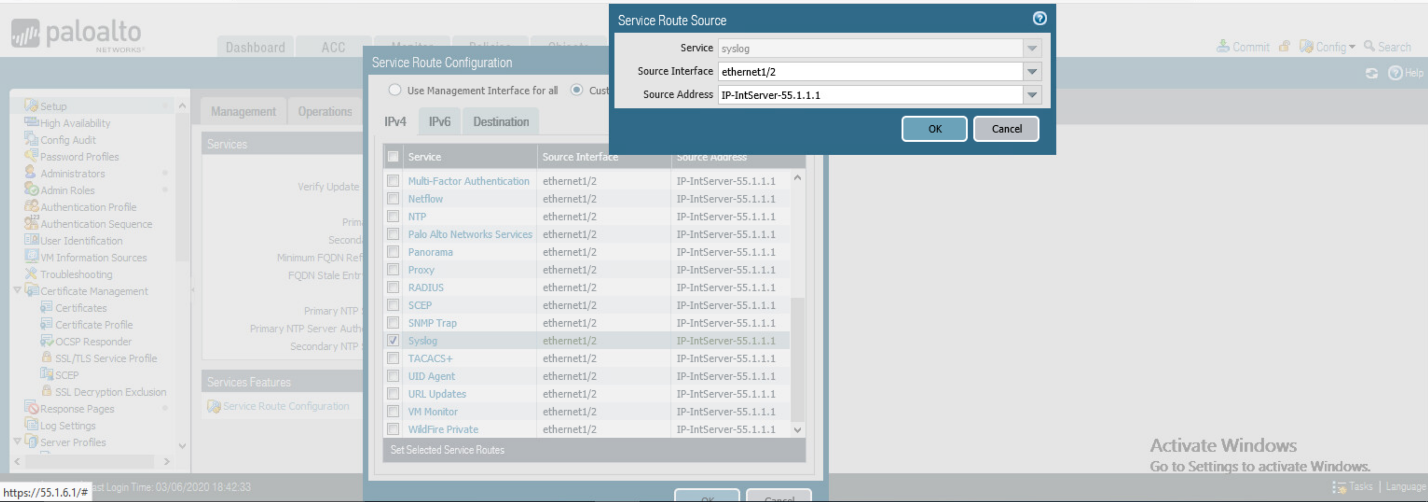 paloalto
NETWORKS
Dashboard
ACC
Monitor
Policies
Objects
Commit
Config
Search
Help
Service Route Source
Service
syslog
Source Interface
ethernet1/2
Source Address
IP-IntServer-55.1.1.1
OK
Cancel
Service Route Configuration
Use Management Interface for all
Cust
IPv4
IPv6
Destination
Service
Source Interface
Source Address
Multi-Factor Authentication ethernet1/2 IP-IntServer-55.1.1.1
Netflow ethernet1/2 IP-IntServer-55.1.1.1
NTP ethernet1/2 IP-IntServer-55.1.1.1
Palo Alto Networks Services ethernet1/2 IP-IntServer-55.1.1.1
Panorama ethernet1/2 IP-IntServer-55.1.1.1
Proxy ethernet1/2 IP-IntServer-55.1.1.1
RADIUS ethernet1/2 IP-IntServer-55.1.1.1
SCEP ethernet1/2 IP-IntServer-55.1.1.1
SNMP Trap ethernet1/2 IP-IntServer-55.1.1.1
Syslog ethernet1/2 IP-IntServer-55.1.1.1
TACACS+ ethernet1/2 IP-IntServer-55.1.1.1
UID Agent ethernet1/2 IP-IntServer-55.1.1.1
URL Updates ethernet1/2 IP-IntServer-55.1.1.1
VM Monitor ethernet1/2 IP-IntServer-55.1.1.1
WildFire Private ethernet1/2 IP-IntServer-55.1.1.1
Set Selected Service Routes
OK
Cancel
Setup
High Availability
Config Audit
Password Profiles
Administrators
Admin Roles
Authentication Profile
Authentication Sequence
User Identification
VM Information Sources
Troubleshooting
Certificate Management
Certificates
Certificate Profile
OCSP Responder
SSL/TLS Service Profile
SCEP
SSL Decryption Exclusion
Response Pages
Log Settings
Server Profiles
Management
Operations
Services
Verify Update
Prim
Second
Minimum FQDN Ref
FQDN Stale Entr
Primary NTP
Primary NTP Server Auth
Secondary NTP
Services Features
Service Route Configuration
Activate Windows
Go to Settings to activate Windows.
https://55.1.6.1/#
ast Login Time: 03/06/2020 18:42:33
Tasks | Language